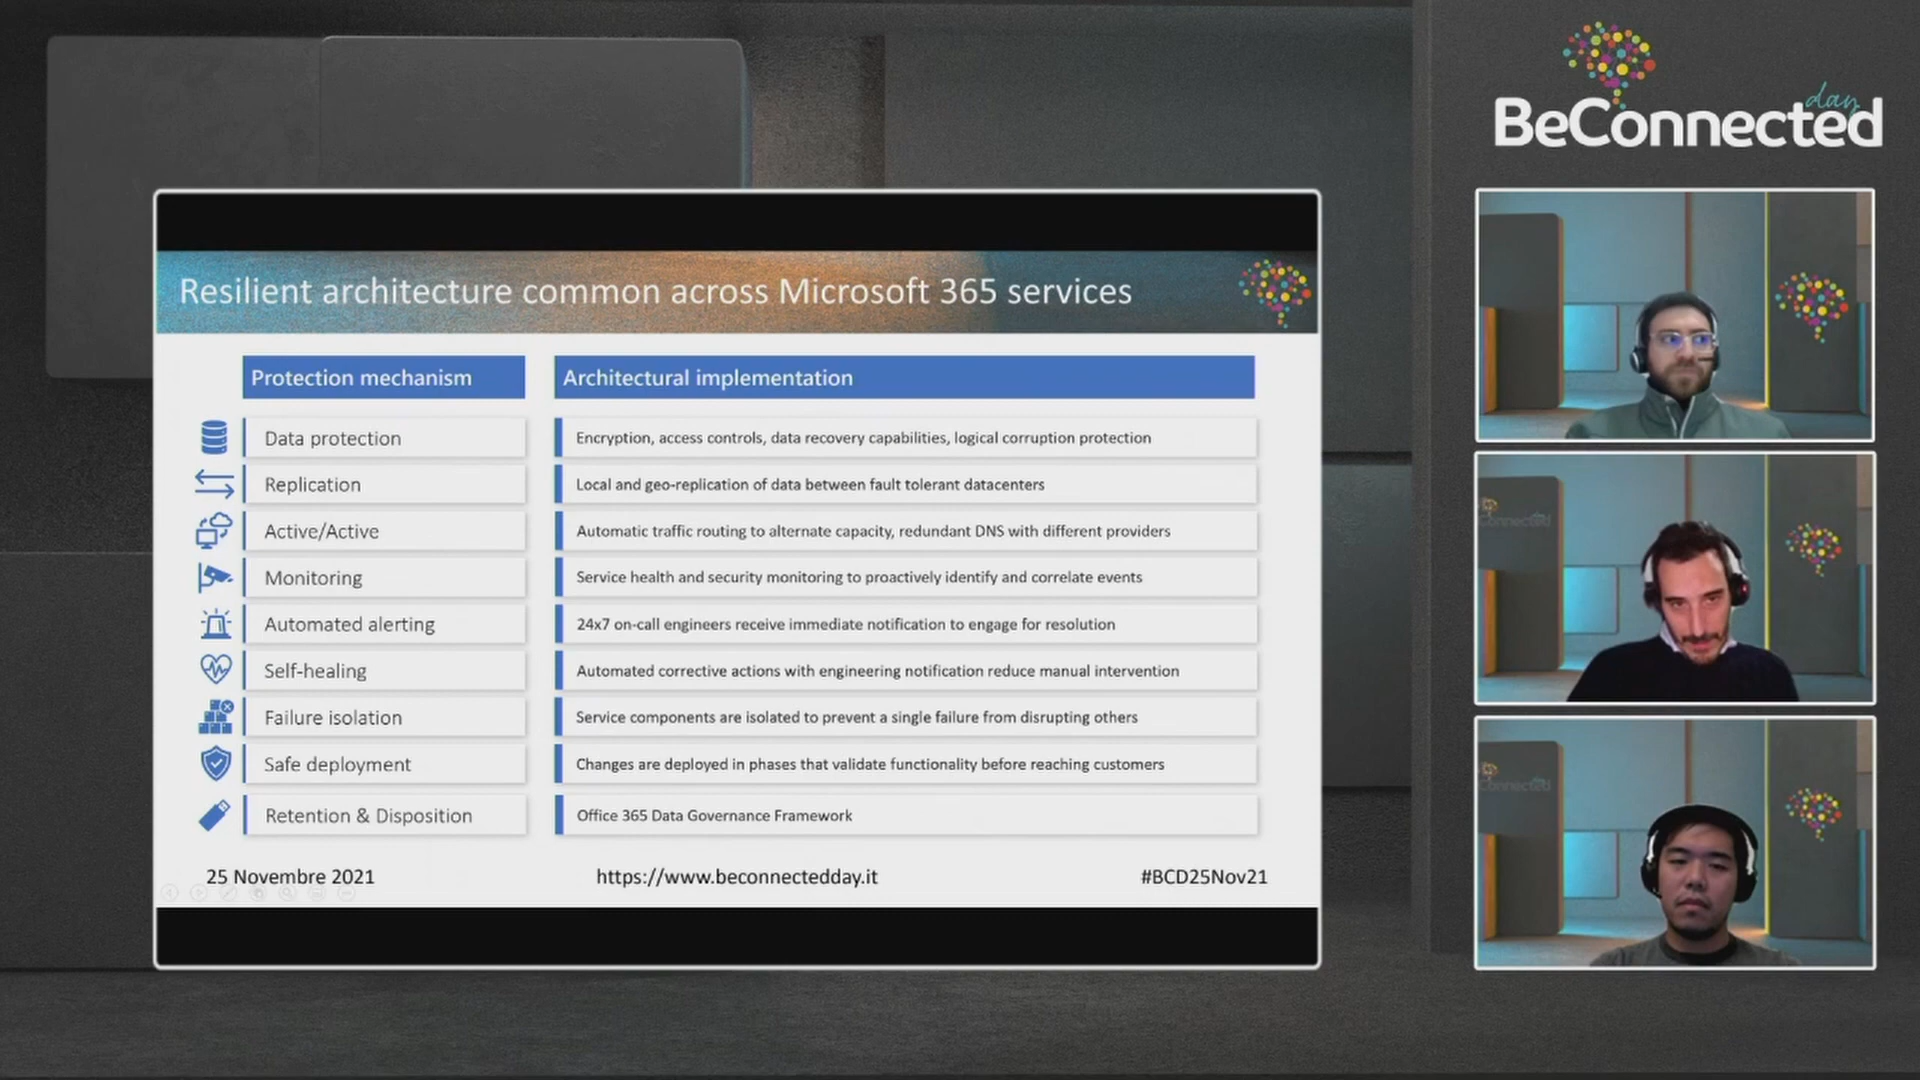 day
BeConnected
Resilient architecture common across Microsoft 365 services
Protection mechanism
Architectural implementation
Data protection
Encryption, access controls, data recovery capabilities, logical corruption protection
Replication
Local and geo-replication of data between fault tolerant datacenters
Active/Active
Automatic traffic routing to alternate capacity, redundant DNS with different providers
Monitoring
Service health and security monitoring to proactively identify and correlate events
Automated alerting
24x7 on-call engineers receive immediate notification to engage for resolution
Self-healing
Automated corrective actions with engineering notification reduce manual intervention
Failure isolation
Service components are isolated to prevent a single failure from disrupting others
Safe deployment
Changes are deployed in phases that validate functionality before reaching customers
Retention & Disposition
Office 365 Data Governance Framework
25 Novembre 2021
https://www.beconnectedday.it
#BCD25Nov21